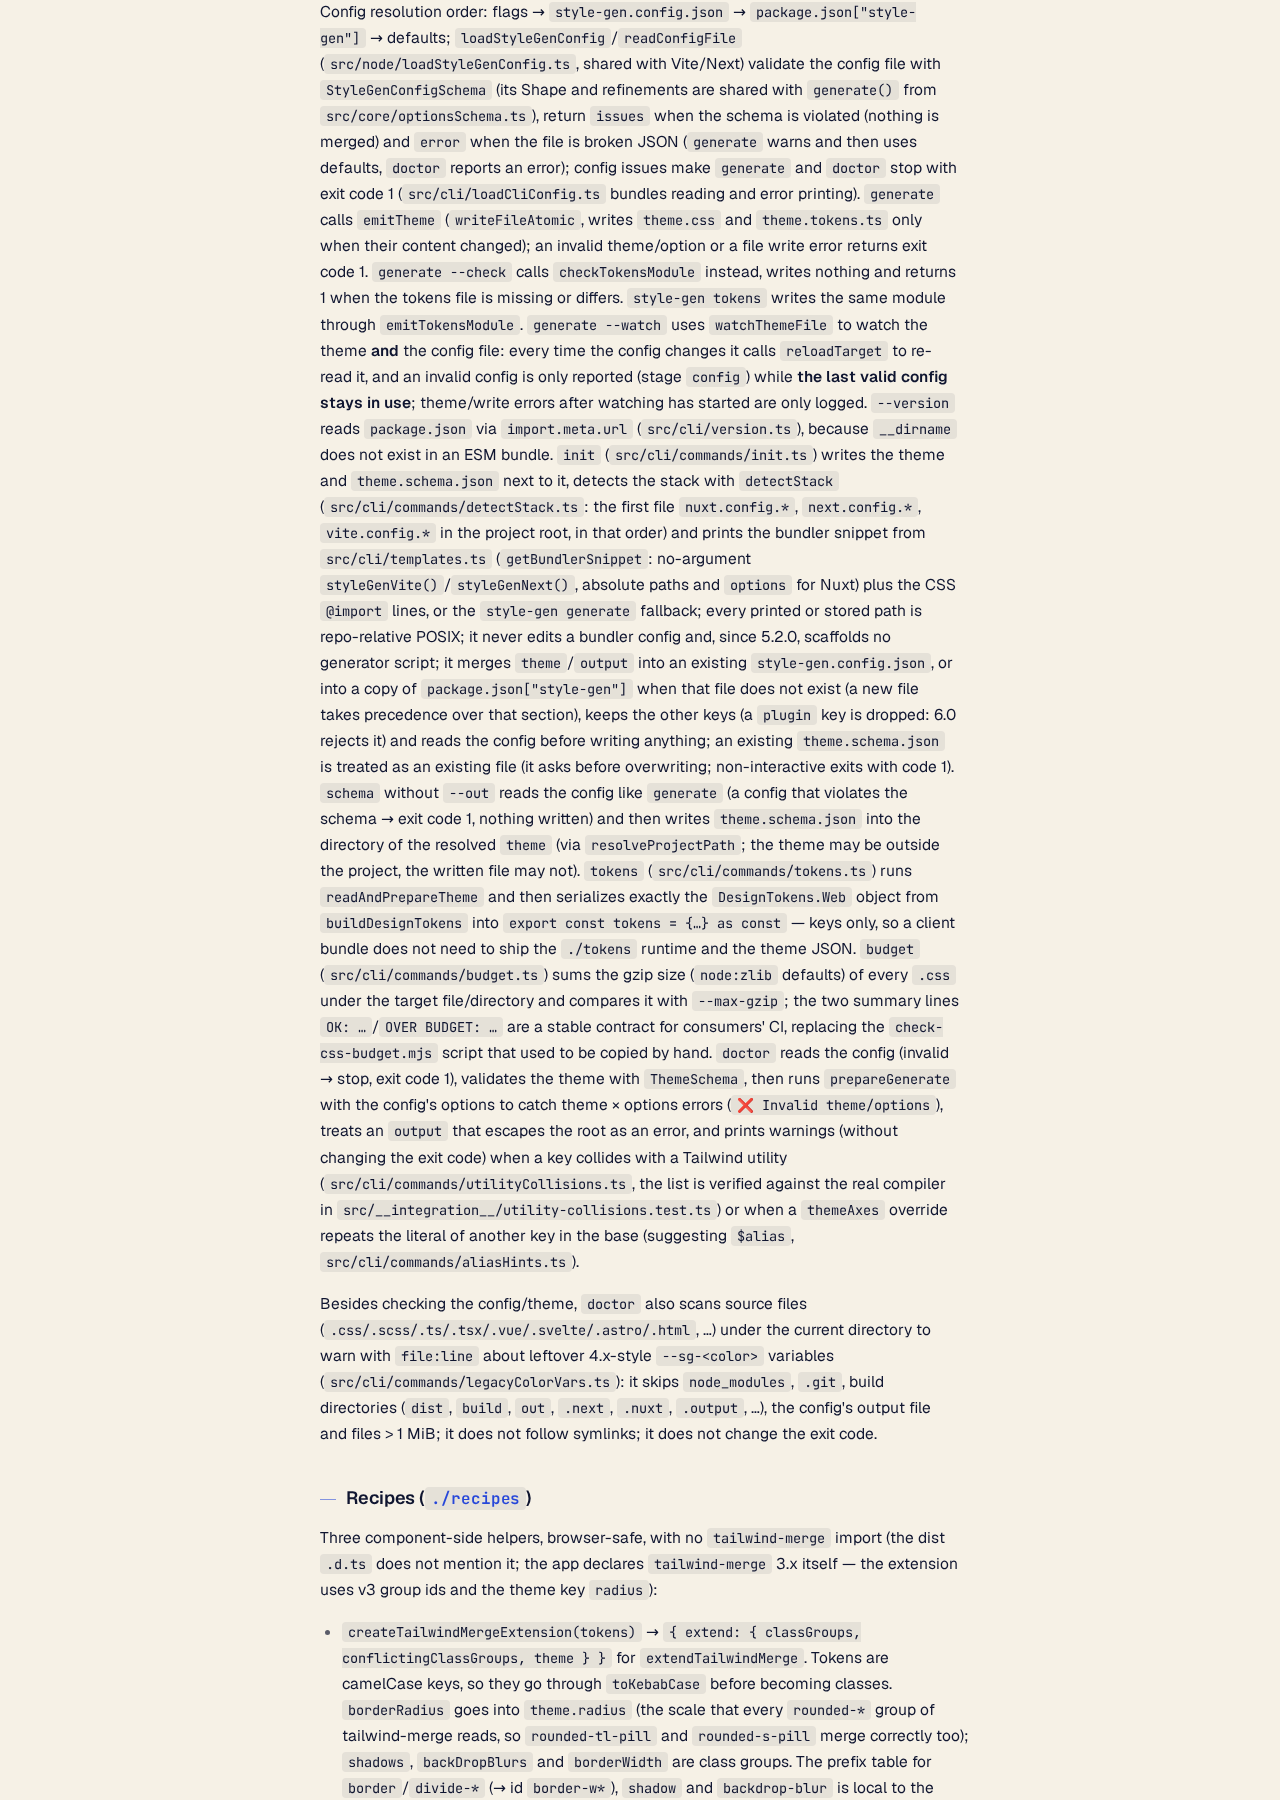 Config resolution order: flags → style-gen.config.json → package.json["style-
gen"] → defaults; loadStyleGenConfig / readConfigFile
( src/node/loadStyleGenConfig.ts , shared with Vite/Next) validate the config file with
StyleGenConfigSchema (its Shape and refinements are shared with generate() from
src/core/optionsSchema.ts ), return issues when the schema is violated (nothing is
merged) and error when the file is broken JSON ( generate warns and then uses
defaults, doctor reports an error); config issues make generate and doctor stop with
exit code 1 ( src/cli/loadCliConfig.ts bundles reading and error printing). generate
calls emitTheme ( writeFileAtomic , writes theme.css and theme.tokens.ts only
when their content changed); an invalid theme/option or a file write error returns exit
code 1. generate --check calls checkTokensModule instead, writes nothing and returns
1 when the tokens file is missing or differs. style-gen tokens writes the same module
through emitTokensModule . generate --watch uses watchThemeFile to watch the
theme and the config file: every time the config changes it calls reloadTarget to re-
read it, and an invalid config is only reported (stage config ) while the last valid config
stays in use; theme/write errors after watching has started are only logged. --version
reads package.json via import.meta.url ( src/cli/version.ts ), because __dirname
does not exist in an ESM bundle. init ( src/cli/commands/init.ts ) writes the theme
and theme.schema.json next to it, detects the stack with detectStack
( src/cli/commands/detectStack.ts : the first file nuxt.config.* , next.config.* ,
vite.config.* in the project root, in that order) and prints the bundler snippet from
src/cli/templates.ts ( getBundlerSnippet : no-argument
styleGenVite() / styleGenNext() , absolute paths and options for Nuxt) plus the CSS
@import lines, or the style-gen generate fallback; every printed or stored path is
repo-relative POSIX; it never edits a bundler config and, since 5.2.0, scaffolds no
generator script; it merges theme / output into an existing style-gen.config.json , or
into a copy of package.json["style-gen"] when that file does not exist (a new file
takes precedence over that section), keeps the other keys (a plugin key is dropped: 6.0
rejects it) and reads the config before writing anything; an existing theme.schema.json
is treated as an existing file (it asks before overwriting; non-interactive exits with code 1).
schema without --out reads the config like generate (a config that violates the
schema → exit code 1, nothing written) and then writes theme.schema.json into the
directory of the resolved theme (via resolveProjectPath ; the theme may be outside
the project, the written file may not). tokens ( src/cli/commands/tokens.ts ) runs
readAndPrepareTheme and then serializes exactly the DesignTokens.Web object from
buildDesignTokens into export const tokens = {…} as const — keys only, so a client
bundle does not need to ship the ./tokens runtime and the theme JSON. budget
( src/cli/commands/budget.ts ) sums the gzip size ( node:zlib defaults) of every .css
under the target file/directory and compares it with --max-gzip ; the two summary lines
OK: … / OVER BUDGET: … are a stable contract for consumers' CI, replacing the check-
css-budget.mjs script that used to be copied by hand. doctor reads the config (invalid
→ stop, exit code 1), validates the theme with ThemeSchema , then runs prepareGenerate
with the config's options to catch theme × options errors ( ❌ Invalid theme/options ),
treats an output that escapes the root as an error, and prints warnings (without
changing the exit code) when a key collides with a Tailwind utility
( src/cli/commands/utilityCollisions.ts , the list is verified against the real compiler
in src/__integration__/utility-collisions.test.ts ) or when a themeAxes override
repeats the literal of another key in the base (suggesting $alias ,
src/cli/commands/aliasHints.ts ).
Besides checking the config/theme, doctor also scans source files
( .css/.scss/.ts/.tsx/.vue/.svelte/.astro/.html , …) under the current directory to
warn with file:line about leftover 4.x-style --sg-<color> variables
( src/cli/commands/legacyColorVars.ts ): it skips node_modules , .git , build
directories ( dist , build , out , .next , .nuxt , .output , …), the config's output file
and files > 1 MiB; it does not follow symlinks; it does not change the exit code.
— Recipes ( ./recipes )
Three component-side helpers, browser-safe, with no tailwind-merge import (the dist
.d.ts does not mention it; the app declares tailwind-merge 3.x itself — the extension
uses v3 group ids and the theme key radius ):
• createTailwindMergeExtension(tokens) → { extend: { classGroups,
conflictingClassGroups, theme } } for extendTailwindMerge . Tokens are
camelCase keys, so they go through toKebabCase before becoming classes.
borderRadius goes into theme.radius (the scale that every rounded-* group of
tailwind-merge reads, so rounded-tl-pill and rounded-s-pill merge correctly too);
shadows , backDropBlurs and borderWidth are class groups. The prefix table for
border / divide-* (→ id border-w* ), shadow and backdrop-blur is local to the